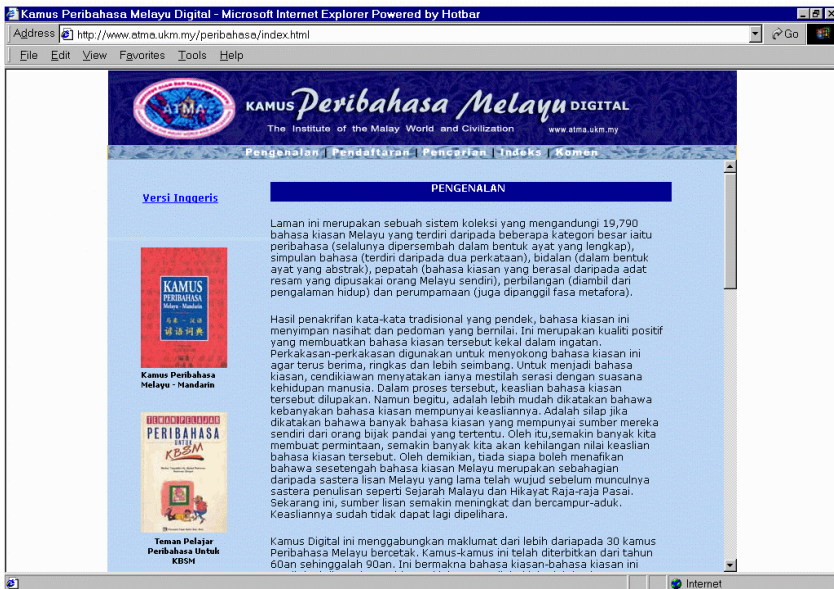 Kamus Peribahasa Melayu Digital - Microsoft Internet Explorer Powered by Hotbar
Address http://www.atma.ukm.my/peribahasa/index.html Go
File Edit View Favorites Tools Help
ATMA
KAMUS Peribahasa Melayu DIGITAL
The Institute of the Malay World and Civilization www.atma.ukm.my
Pengenalan | Pendaftaran | Pencarian | Indeks | Komen
Versi Inggeris
PENGENALAN
Laman ini merupakan sebuah sistem koleksi yang mengandungi 19,790
bahasa kiasan Melayu yang terdiri daripada beberapa kategori besar iaitu
peribahasa (selalunya dipersembah dalam bentuk ayat yang lengkap),
simpulan bahasa (terdiri daripada dua perkataan), bidalan (dalam bentuk
ayat yang abstrak), pepatah (bahasa kiasan yang berasal daripada adat
resam yang dipusakai orang Melayu sendiri), perbilangan (diambil dari
pengalaman hidup) dan perumpamaan (juga dipanggil fasa metafora).
Hasil penakrifan kata-kata tradisional yang pendek, bahasa kiasan ini
menyimpan nasihat dan pedoman yang bernilai. Ini merupakan kualiti positif
yang membuatkan bahasa kiasan tersebut kekal dalam ingatan.
Perkakasan-perkakasan digunakan untuk menyokong bahasa kiasan ini
agar terus berima, ringkas dan lebih seimbang. Untuk menjadi bahasa
kiasan, cendikiawan menyatakan ianya mestilah serasi dengan suasana
kehidupan manusia. Dalam proses tersebut, keaslian bahasa kiasan
tersebut dilupakan. Namun begitu, adalah lebih mudah dikatakan bahawa
kebanyakan bahasa kiasan mempunyai keasliannya. Adalah silap jika
dikatakan bahawa banyak bahasa kiasan yang mempunyai sumber mereka
sendiri dari orang bijak pandai yang tertentu. Oleh itu,semakin banyak kita
membuat permintaan, semakin banyak kita akan kehilangan nilai keaslian
bahasa kiasan tersebut. Oleh demikian, tiada siapa boleh menafikan
bahawa sesetengah bahasa kiasan Melayu merupakan sebahagian
daripada sastera lisan Melayu yang lama telah wujud sebelum munculnya
sastera penulisan seperti Sejarah Malayu dan Hikayat Raja-raja Pasai.
Sekarang ini, sumber lisan semakin meningkat dan bercampur-aduk.
Keasliannya sudah tidak dapat lagi dipelihara.
Kamus Digital ini menggabungkan maklumat dari lebih dariapada 30 kamus
Peribahasa Melayu bercetak. Kamus-kamus ini telah diterbitkan dari tahun
60an sehinggalah 90an. Ini bermakna bahasa kiasan-bahasa kiasan ini
KAMUS
PERIBAHASA
Melayu - Mandarin
马来 - 汉语
谚语词典
Kamus Peribahasa
Melayu - Mandarin
TEMAN PELAJAR
PERIBAHASA
UNTUK
KBSM
Teman Pelajar
Peribahasa Untuk
KBSM
Internet